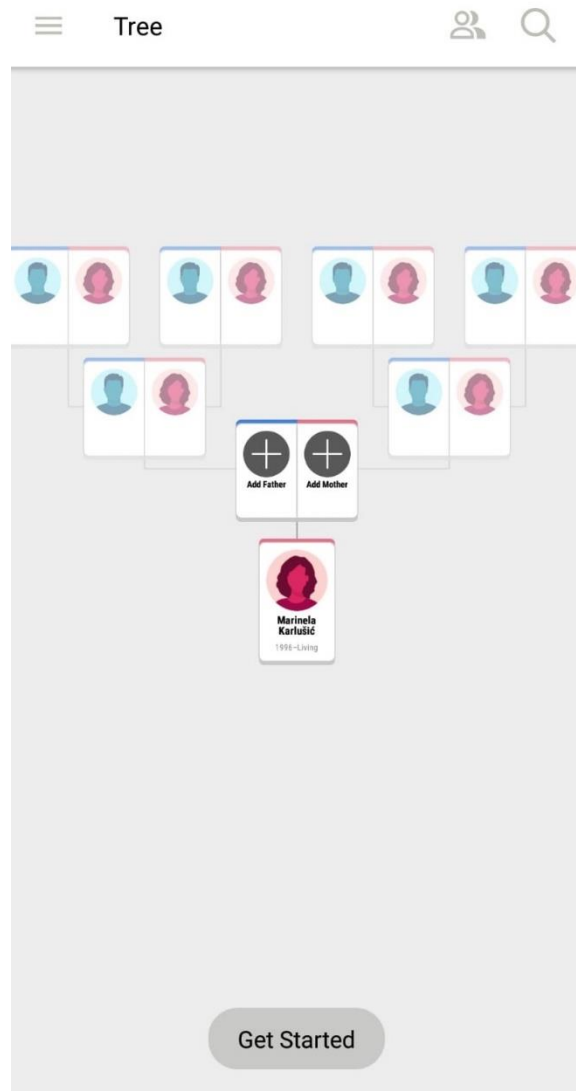 Tree
Add Father
Add Mother
Marinela
Karlušić
1996–Living
Get Started